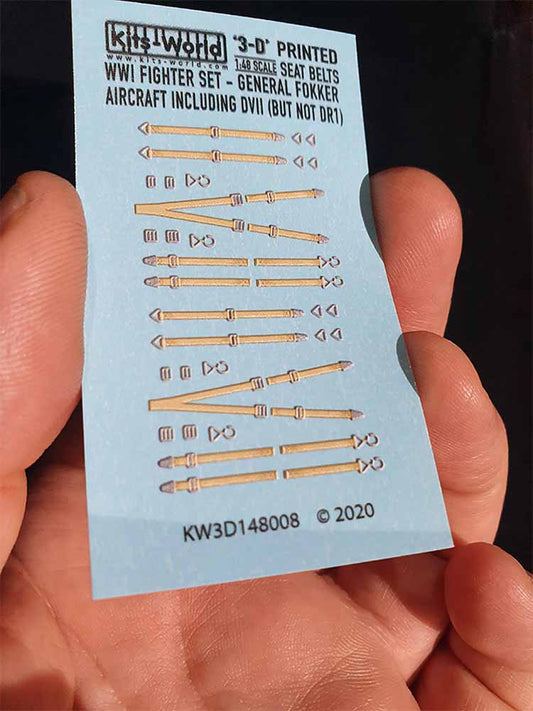 Kits-World '3-D' PRINTED
www.kits-world.com 1:48 SCALE SEAT BELTS
WWI FIGHTER SET - GENERAL FOKKER
AIRCRAFT INCLUDING DVII (BUT NOT DR1)
KW3D148008 © 2020